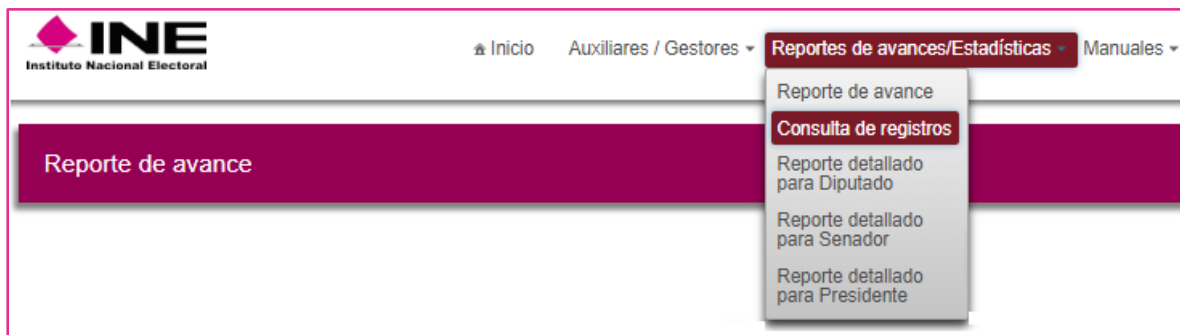 INE
Instituto Nacional Electoral
Inicio
Auxiliares / Gestores
Reportes de avances/Estadísticas
Manuales
Reporte de avance
Consulta de registros
Reporte detallado
para Diputado
Reporte detallado
para Senador
Reporte detallado
para Presidente
Reporte de avance